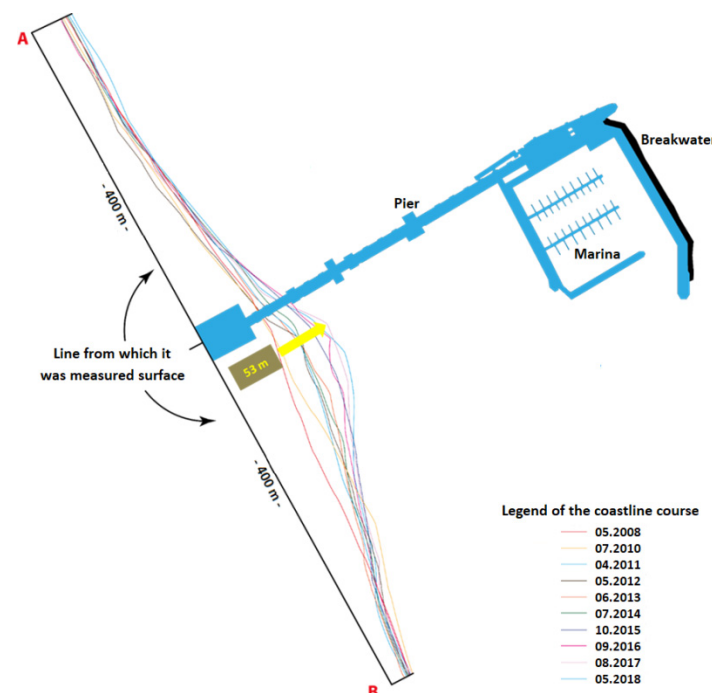 A
- 400 m -
Breakwater
Pier
Marina
Line from which it
was measured surface
53 m
- 400 m -
B
Legend of the coastline course
05.2008
07.2010
04.2011
05.2012
06.2013
07.2014
10.2015
09.2016
08.2017
05.2018